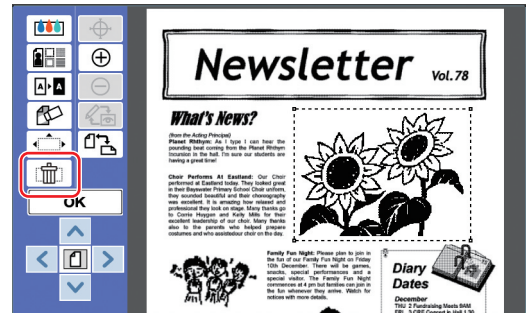 A A
OK
Newsletter Vol. 78
What's News?
(from the Acting Principal)
Planet Rhthym: As I type I can hear the
pounding beat coming from the Planet Rhythm
Incursion in the hall. I'm sure our students are
having a great time!
Choir Performs At Eastland: Our Choir
performed at Eastland today. They looked great
in their Bayswater Primary School Choir uniform,
they sounded beautiful and their choreography
was excellent. It is amazing how relaxed and
professional they look on stage. Many thanks go
to Corrie Huygen and Kelly Mills for their
excellent leadership of our choir. Many thanks
also to the parents who helped prepare
costumes and who assisted our choir on the day.
Family Fun Night: Please plan to join in
the fun of our Family Fun Night on Friday
10th December. There will be games,
snacks, special performances and a
special visitor. The Family Fun Night
commences at but families can join in
the fun whenever they arrive. Watch for
notices with more details.
Diary
Dates
December
THU 2 Fundraising Meets 9AM